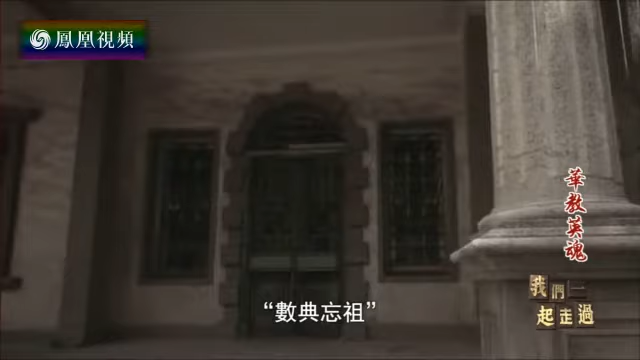 鳳凰視頻
華教英魂
我們一
起走過
“數典忘祖”